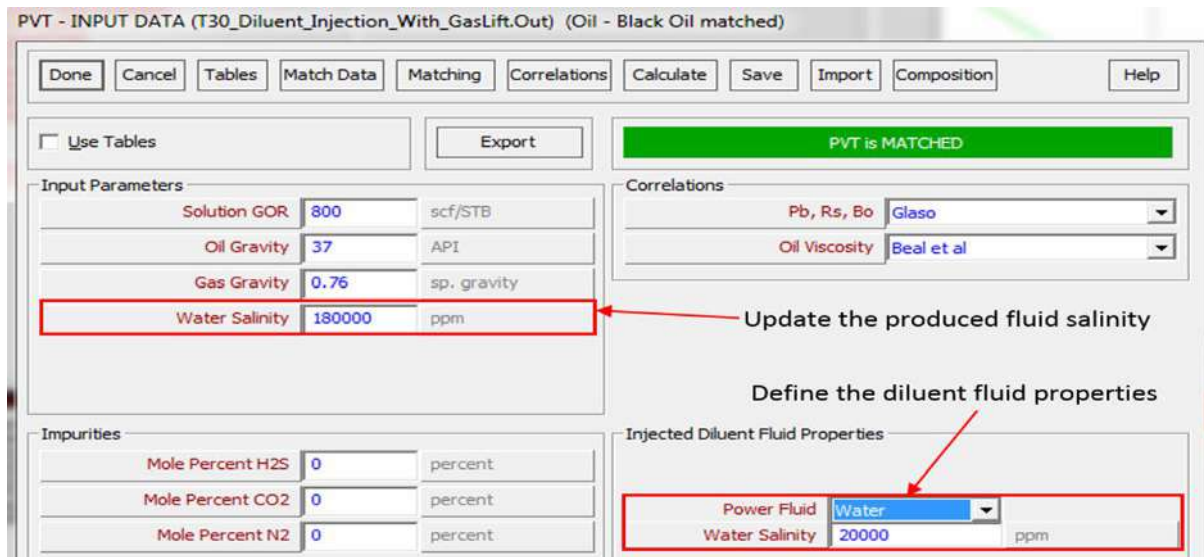 PVT - INPUT DATA (T30_Diluent_Injection_With_GasLift.Out) (Oil - Black Oil matched)
Done Cancel Tables Match Data Matching Correlations Calculate Save Import Composition Help
Use Tables Export PVT is MATCHED
Input Parameters Correlations
Solution GOR 800 scf/STB Pb, Rs, Bo Glaso
Oil Gravity 37 API Oil Viscosity Beal et al
Gas Gravity 0.76 sp. gravity
Water Salinity 180000 ppm Update the produced fluid salinity
Define the diluent fluid properties
Impurities Injected Diluent Fluid Properties
Mole Percent H2S 0 percent
Mole Percent CO2 0 percent Power Fluid Water
Mole Percent N2 0 percent Water Salinity 20000 ppm